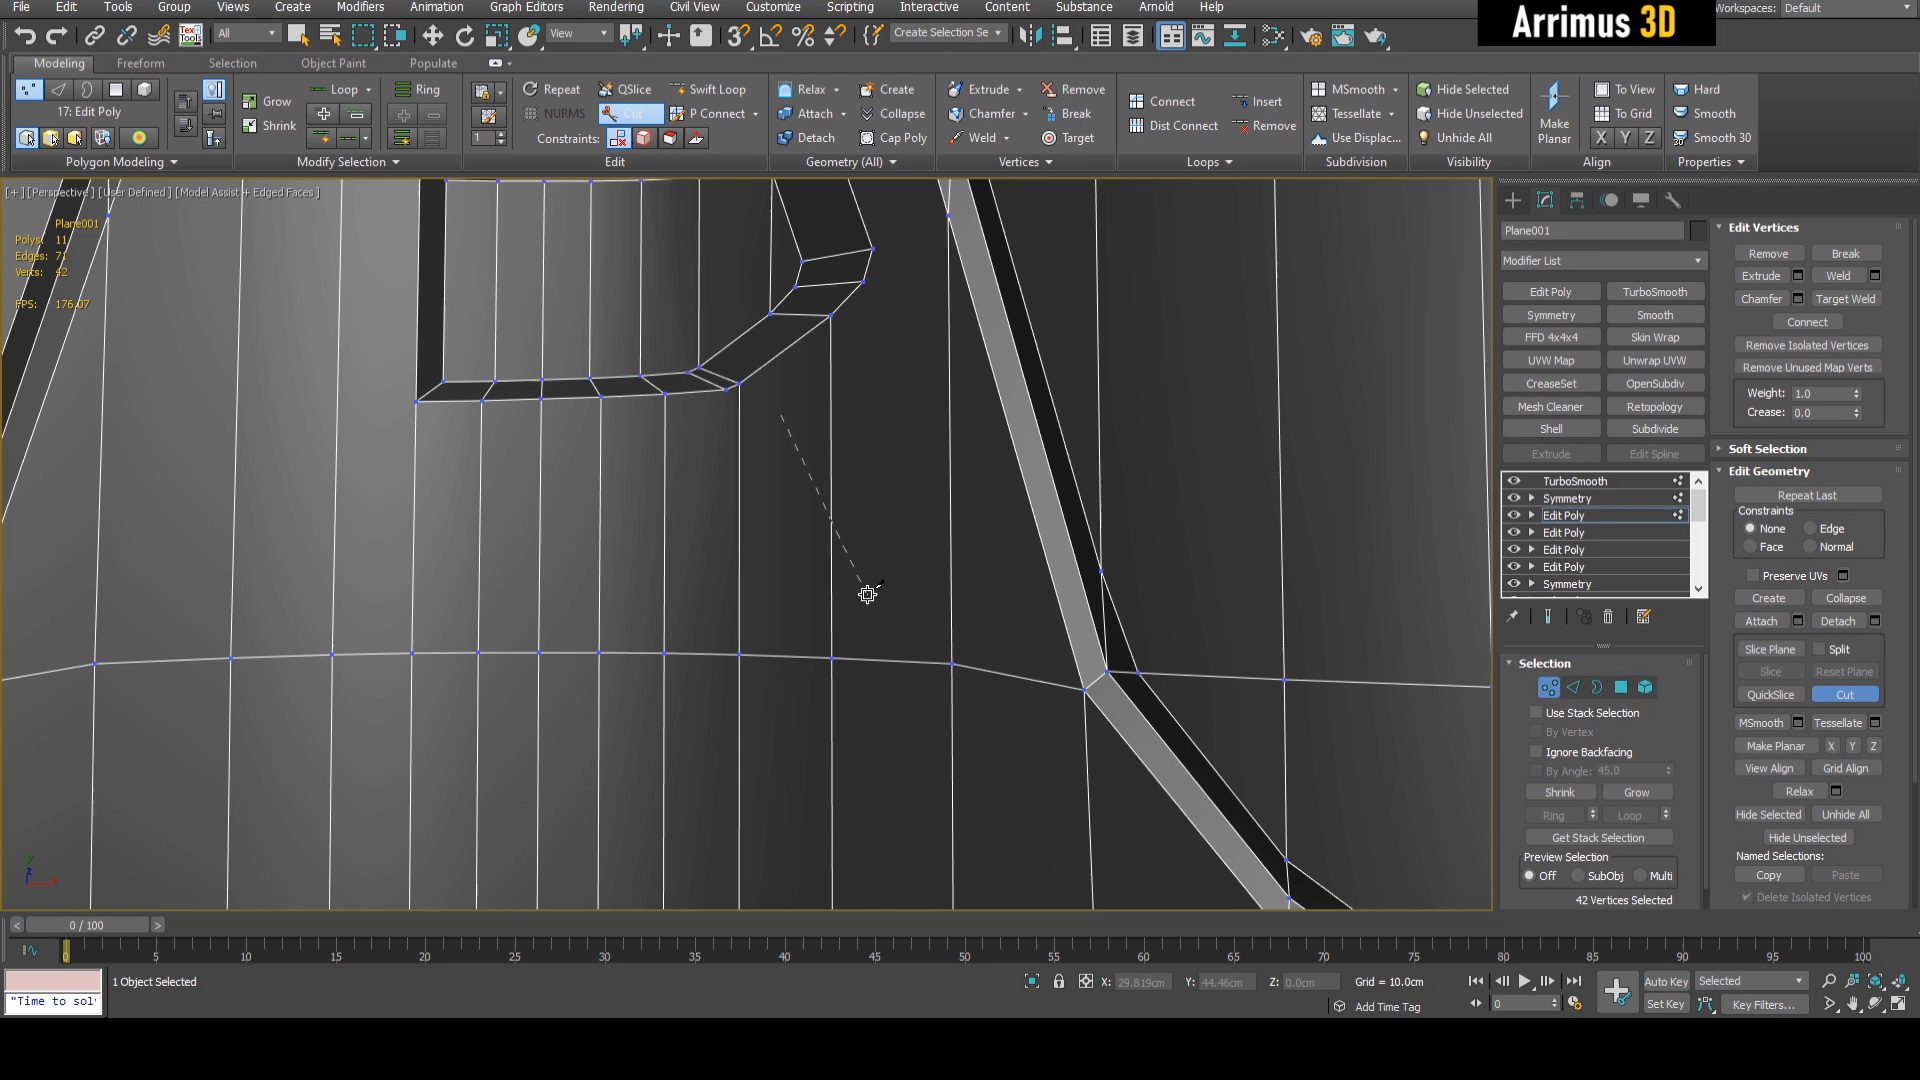 File Edit Tools Group Views Create Modifiers Animation Graph Editors Rendering Civil View Customize Scripting Interactive Content Substance Arnold Help
Arrimus 3D
Workspaces: Default
All
View
Create Selection Se
Modeling Freeform Selection Object Paint Populate
17: Edit Poly
Polygon Modeling
Grow
Shrink
Loop
Ring
Modify Selection
Repeat QSlice Swift Loop
NURMS Cut P Connect
1 Constraints:
Edit
Relax Create
Attach Collapse
Detach Cap Poly
Geometry (All)
Extrude Remove
Chamfer Break
Weld Target
Vertices
Connect Insert
Dist Connect Remove
Loops
MSmooth
Tessellate
Use Displac...
Subdivision
Hide Selected
Hide Unselected
Unhide All
Visibility
Make Planar
To View
To Grid
X Y Z
Align
Hard
Smooth
Smooth 30
Properties
[+] [Perspective] [User Defined] [Model Assist + Edged Faces]
Plane001
Polys: 11
Edges: 71
Verts: 42
FPS: 176.07
y
z
x
Plane001
Modifier List
Edit Poly TurboSmooth
Symmetry Smooth
FFD 4x4x4 Skin Wrap
UVW Map Unwrap UVW
CreaseSet OpenSubdiv
Mesh Cleaner Retopology
Shell Subdivide
Extrude Edit Spline
TurboSmooth
Symmetry
Edit Poly
Edit Poly
Edit Poly
Edit Poly
Symmetry
Selection
Use Stack Selection
By Vertex
Ignore Backfacing
By Angle: 45.0
Shrink Grow
Ring Loop
Get Stack Selection
Preview Selection
Off SubObj Multi
42 Vertices Selected
Edit Vertices
Remove Break
Extrude Weld
Chamfer Target Weld
Connect
Remove Isolated Vertices
Remove Unused Map Verts
Weight: 1.0
Crease: 0.0
Soft Selection
Edit Geometry
Repeat Last
Constraints
None Edge
Face Normal
Preserve UVs
Create Collapse
Attach Detach
Slice Plane Split
Slice Reset Plane
QuickSlice Cut
MSmooth Tessellate
Make Planar X Y Z
View Align Grid Align
Relax
Hide Selected Unhide All
Hide Unselected
Named Selections:
Copy Paste
Delete Isolated Vertices
< 0 / 100 >
0 5 10 15 20 25 30 35 40 45 50 55 60 65 70 75 80 85 90 95 100
1 Object Selected
X: 29.819cm Y: 44.46cm Z: 0.0cm Grid = 10.0cm
Auto Key Selected
"Time to sol
Add Time Tag
0
Set Key Key Filters...